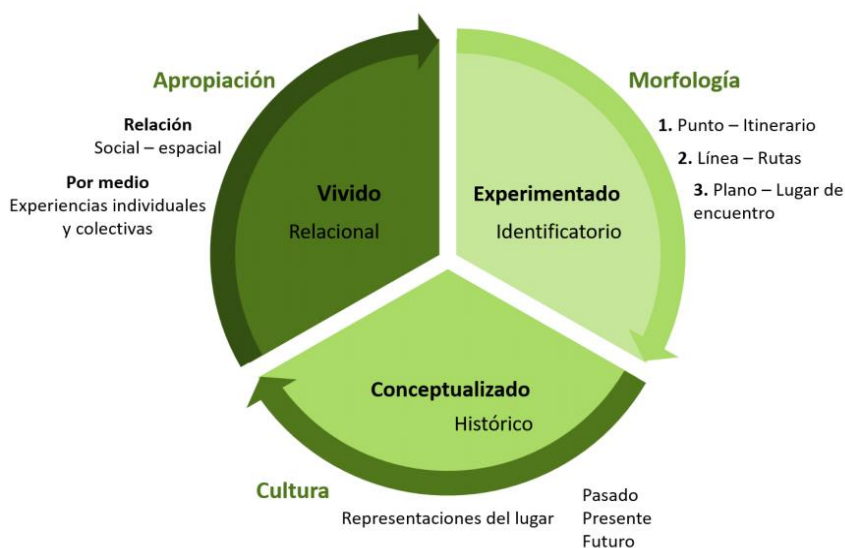 Apropiación
Relación
Social – espacial
Por medio
Experiencias individuales
y colectivas
Vivido
Relacional
Morfología
1. Punto – Itinerario
2. Línea – Rutas
3. Plano – Lugar de
encuentro
Experimentado
Identificatorio
Conceptualizado
Histórico
Cultura
Representaciones del lugar
Pasado
Presente
Futuro